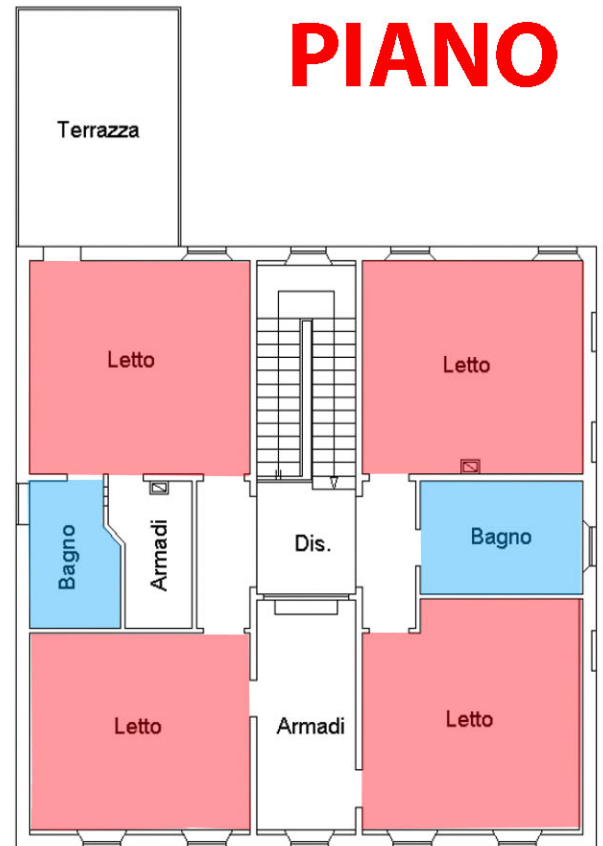 PIANO
Terrazza
Letto
Letto
Bagno
Armadi
Dis.
Bagno
Letto
Armadi
Letto